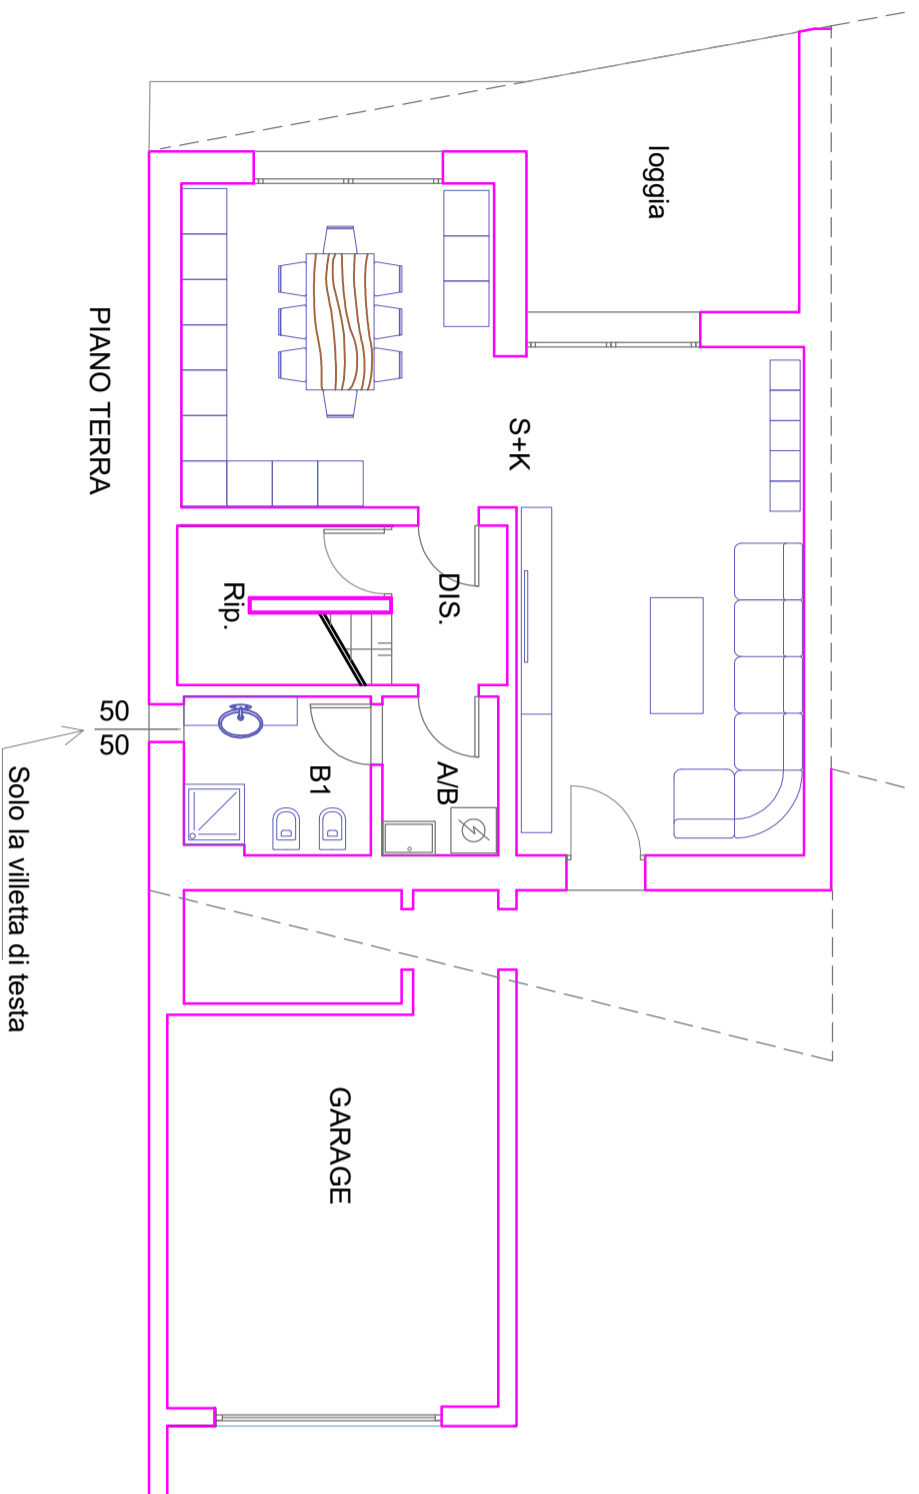 loggia
S+K
PIANO TERRA
DIS.
Rip.
50
50
A/B
B1
Solo la villetta di testa
GARAGE